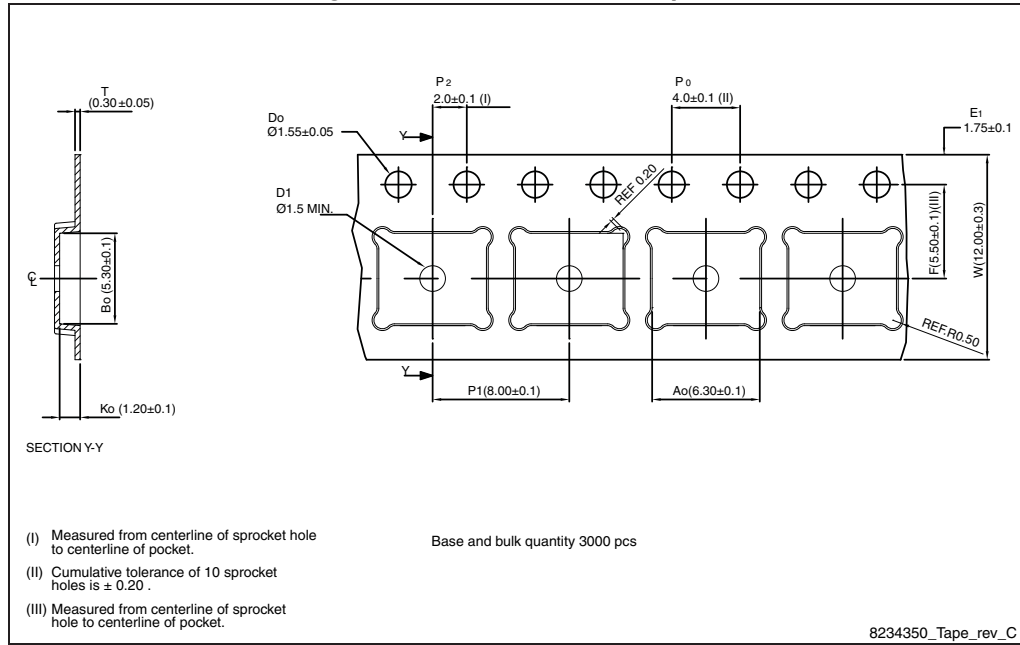 T
(0.30±0.05)
P2
2.0±0.1 (I)
P0
4.0±0.1 (II)
E1
1.75±0.1
Do
Ø1.55±0.05
Y
D1
Ø1.5 MIN.
REF 0.20
F(5.50±0.1)(III)
W(12.00±0.3)
Bo (5.30±0.1)
℄
REF.R0.50
Y
P1(8.00±0.1)
Ao(6.30±0.1)
Ko (1.20±0.1)
SECTION Y-Y
(I) Measured from centerline of sprocket hole
to centerline of pocket.
Base and bulk quantity 3000 pcs
(II) Cumulative tolerance of 10 sprocket
holes is ± 0.20 .
(III) Measured from centerline of sprocket
hole to centerline of pocket.
8234350_Tape_rev_C